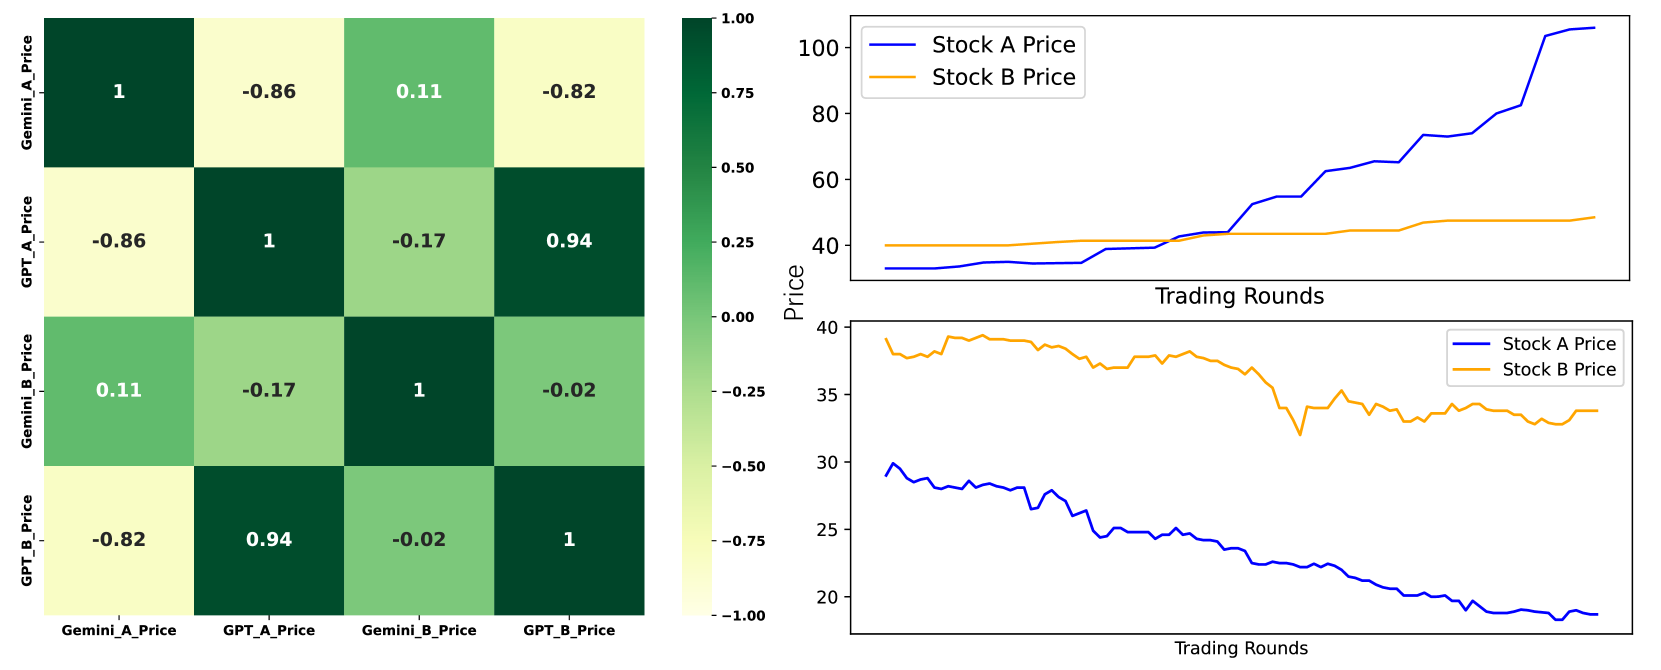 Gemini_A_Price
1 -0.86 0.11 -0.82
GPT_A_Price
-0.86 1 -0.17 0.94
Gemini_B_Price
0.11 -0.17 1 -0.02
GPT_B_Price
-0.82 0.94 -0.02 1
Gemini_A_Price GPT_A_Price Gemini_B_Price GPT_B_Price
1.00
0.75
0.50
0.25
0.00
−0.25
−0.50
−0.75
−1.00
Price
Stock A Price
Stock B Price
100
80
60
40
Trading Rounds
Stock A Price
Stock B Price
40
35
30
25
20
Trading Rounds